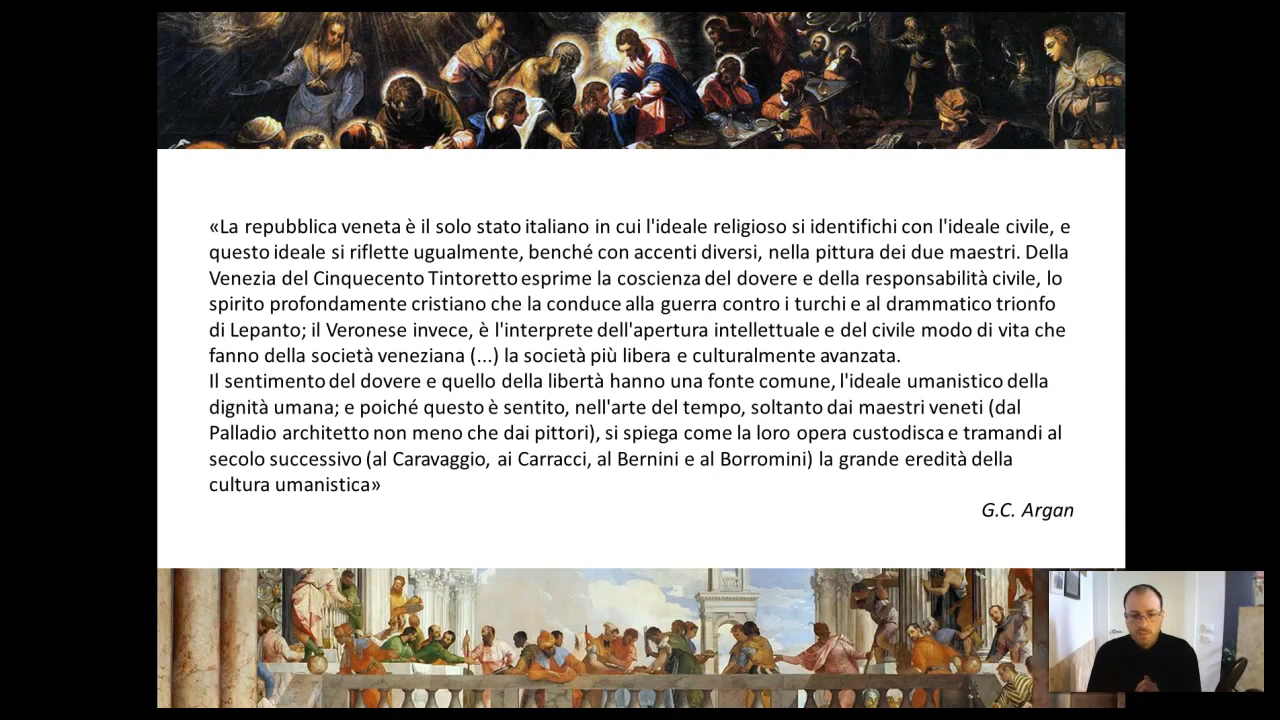 «La repubblica veneta è il solo stato italiano in cui l'ideale religioso si identifichi con l'ideale civile, e
questo ideale si riflette ugualmente, benché con accenti diversi, nella pittura dei due maestri. Della
Venezia del Cinquecento Tintoretto esprime la coscienza del dovere e della responsabilità civile, lo
spirito profondamente cristiano che la conduce alla guerra contro i turchi e al drammatico trionfo
di Lepanto; il Veronese invece, è l'interprete dell'apertura intellettuale e del civile modo di vita che
fanno della società veneziana (...) la società più libera e culturalmente avanzata.
Il sentimento del dovere e quello della libertà hanno una fonte comune, l'ideale umanistico della
dignità umana; e poiché questo è sentito, nell'arte del tempo, soltanto dai maestri veneti (dal
Palladio architetto non meno che dai pittori), si spiega come la loro opera custodisca e tramandi al
secolo successivo (al Caravaggio, ai Carracci, al Bernini e al Borromini) la grande eredità della
cultura umanistica»
G.C. Argan